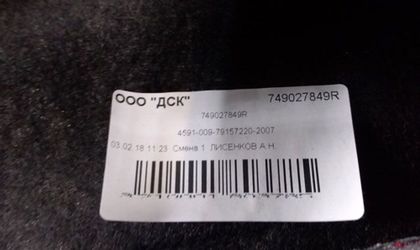 ООО "ДСК" 749027849R
749027849R
4591-009-79157220-2007
03.02.18 11:23 Смена 1 ЛИСЕНКОВ А.Н.